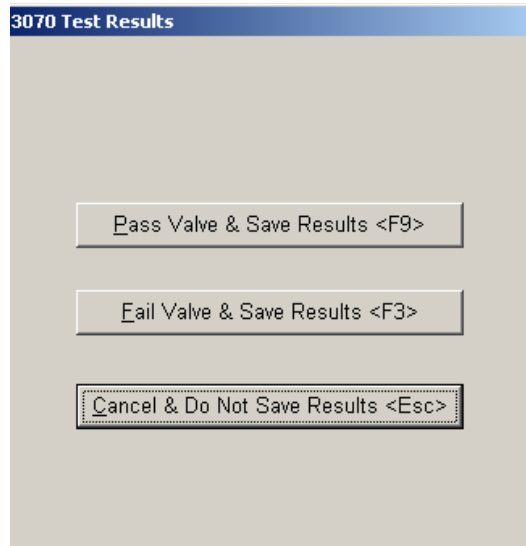 3070 Test Results
Pass Valve & Save Results <F9>
Fail Valve & Save Results <F3>
Cancel & Do Not Save Results <Esc>